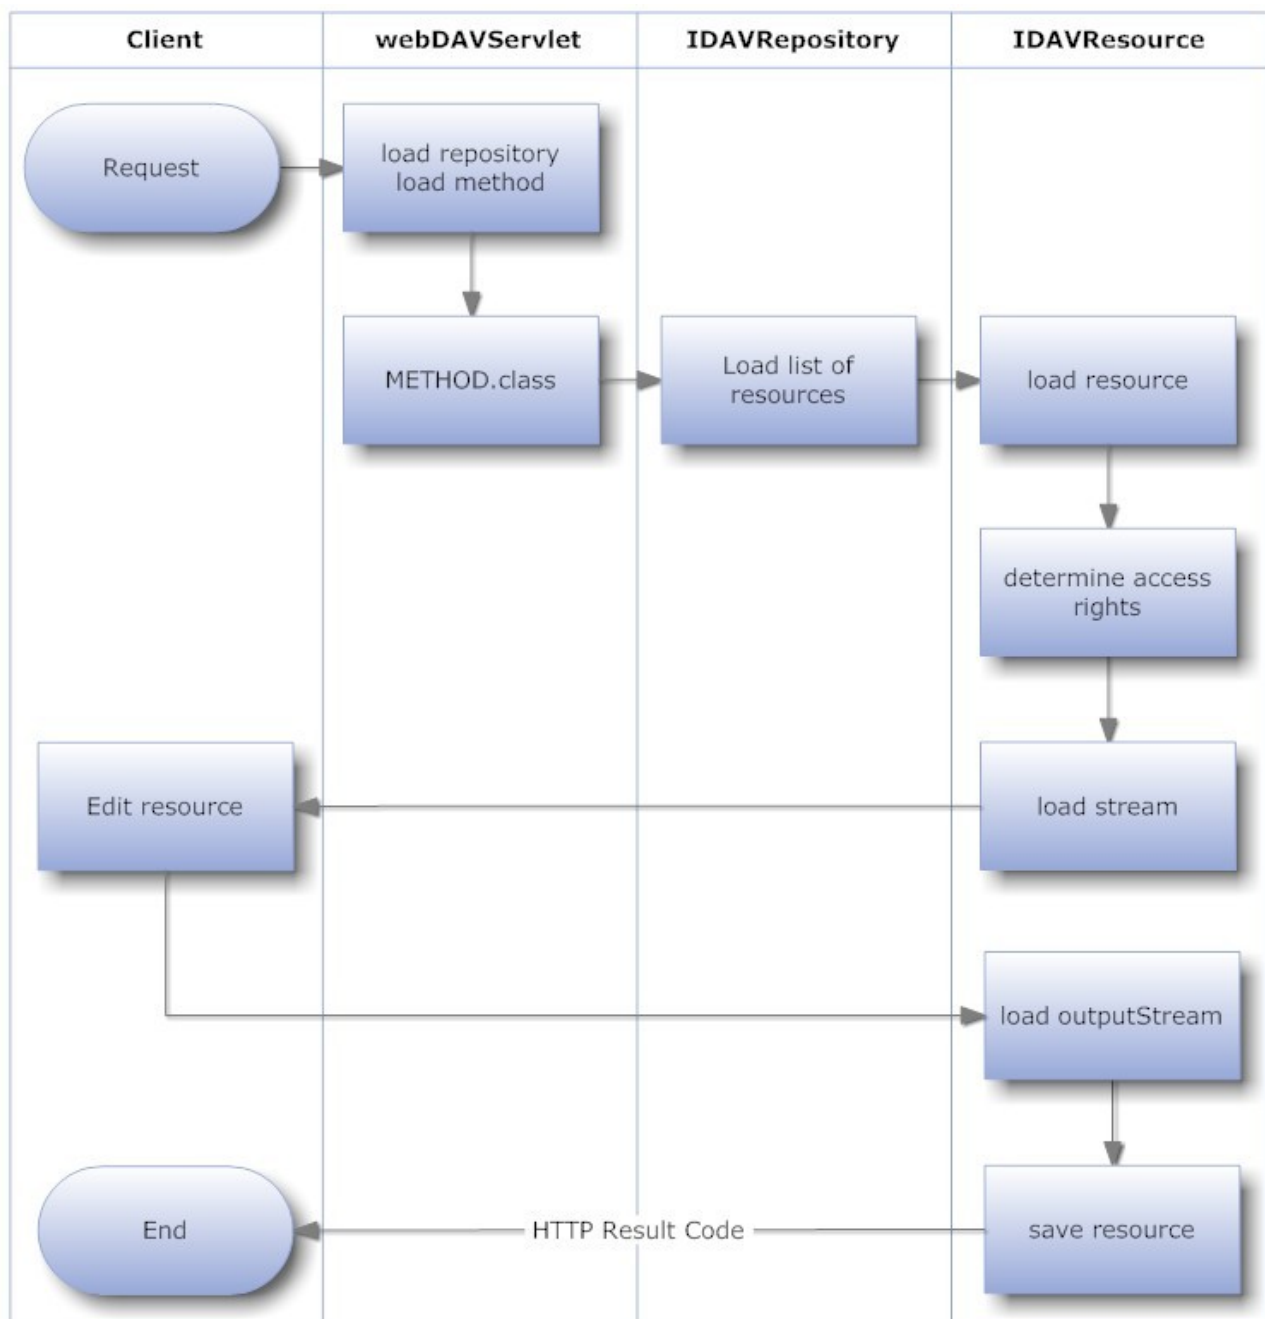 Client
webDAVServlet
IDAVRepository
IDAVResource
Request
load repository
load method
METHOD.class
Load list of
resources
load resource
determine access
rights
Edit resource
load stream
load outputStream
End
HTTP Result Code
save resource